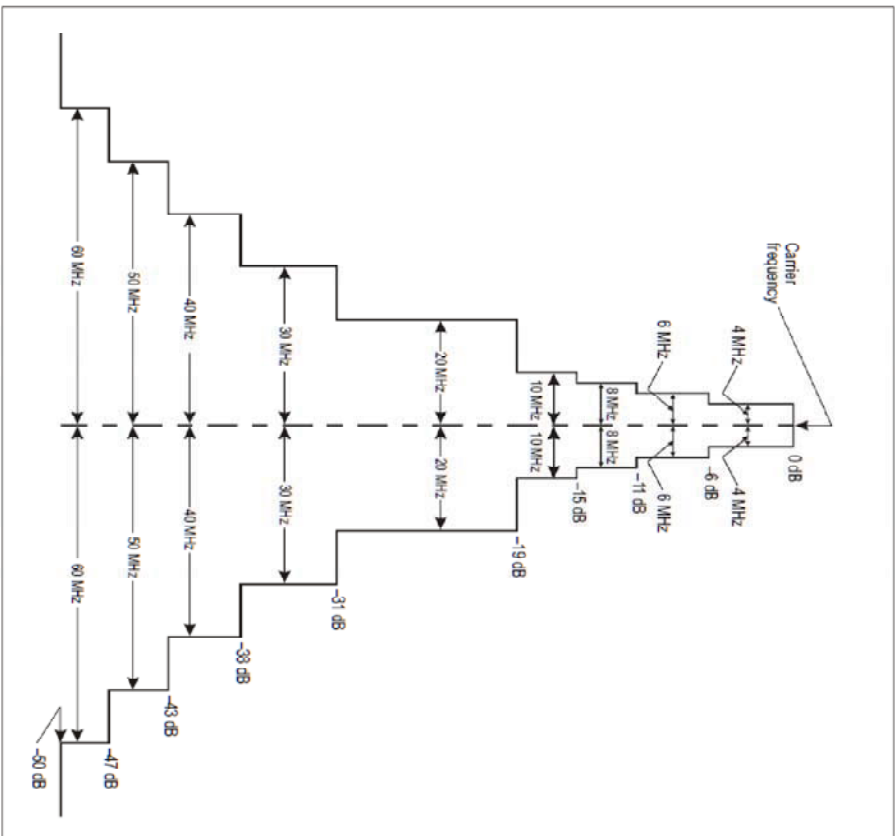 Carrier
frequency
4 MHz
4 MHz
0 dB
6 MHz
6 MHz
–6 dB
8 MHz
8 MHz
–11 dB
10 MHz
10 MHz
–15 dB
–19 dB
20 MHz
20 MHz
30 MHz
30 MHz
–31 dB
40 MHz
40 MHz
–38 dB
50 MHz
50 MHz
–43 dB
60 MHz
60 MHz
–47 dB
–50 dB